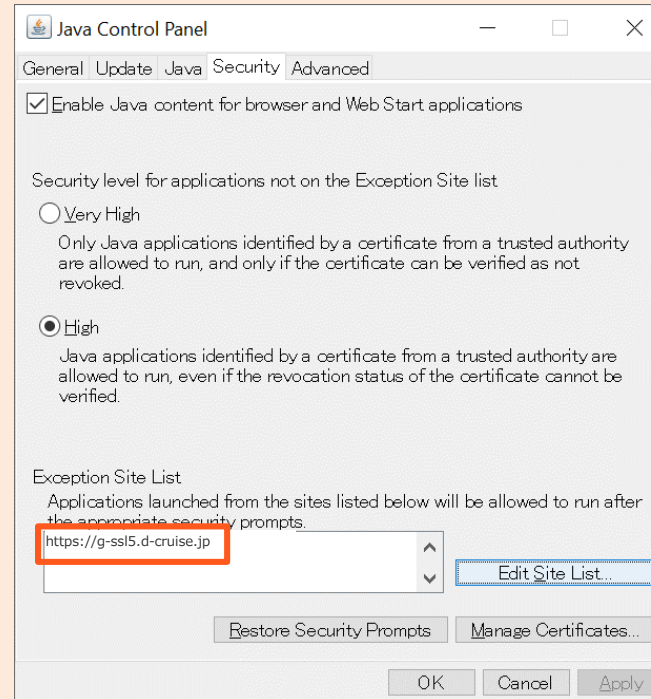 Java Control Panel
General Update Java Security Advanced
Enable Java content for browser and Web Start applications
Security level for applications not on the Exception Site list
Very High
Only Java applications identified by a certificate from a trusted authority
are allowed to run, and only if the certificate can be verified as not
revoked.
High
Java applications identified by a certificate from a trusted authority are
allowed to run, even if the revocation status of the certificate cannot be
verified.
Exception Site List
Applications launched from the sites listed below will be allowed to run after
the appropriate security prompts.
https://g-ssl5.d-cruise.jp
Edit Site List...
Restore Security Prompts Manage Certificates...
OK Cancel Apply